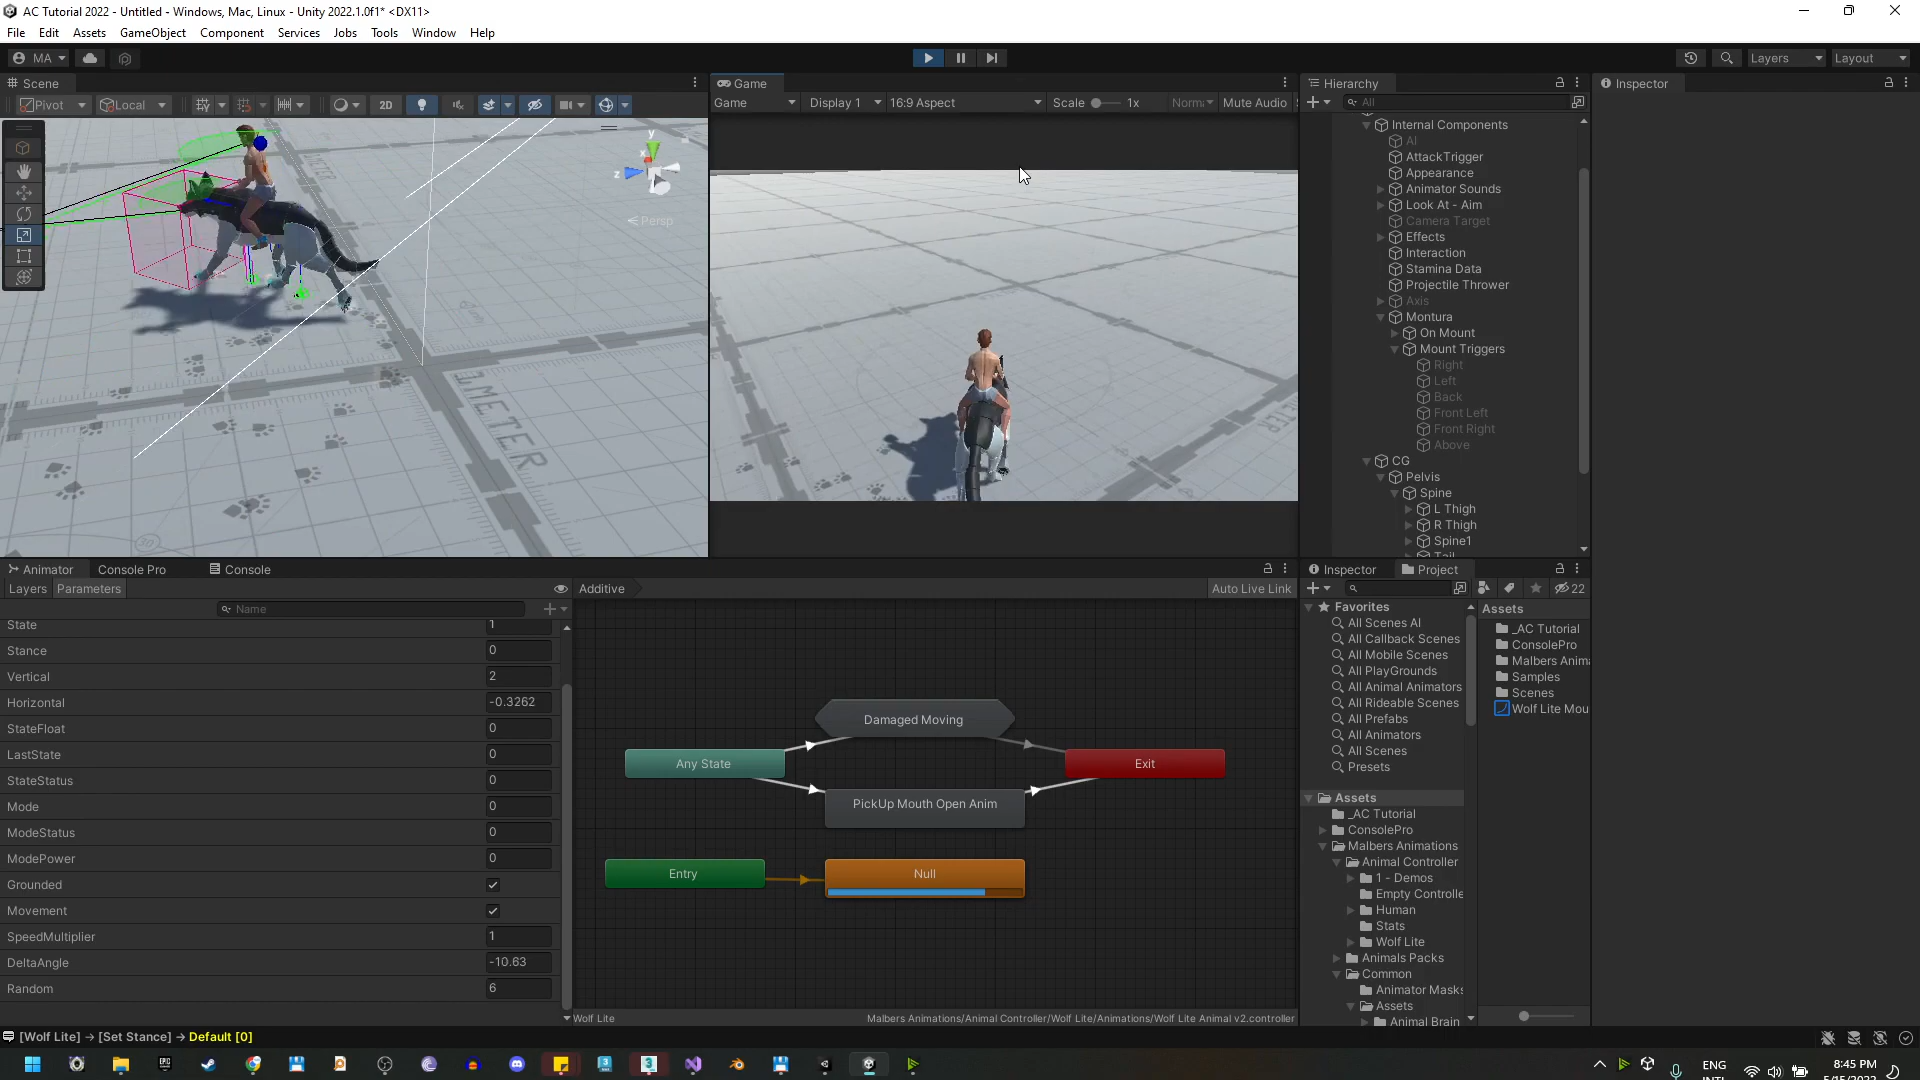 AC Tutorial 2022 - Untitled - Windows, Mac, Linux - Unity 2022.1.0f1* <DX11>
File Edit Assets GameObject Component Services Jobs Tools Window Help
MA Layers Layout
Scene
Pivot Local 2D
y
x
z
Persp
1METER
30
Game
Game Display 1 16:9 Aspect Scale 1x Norm Mute Audio
Hierarchy
All
Internal Components
AI
AttackTrigger
Appearance
Animator Sounds
Look At - Aim
Camera Target
Effects
Interaction
Stamina Data
Projectile Thrower
Axis
Montura
On Mount
Mount Triggers
Right
Left
Back
Front Left
Front Right
Above
CG
Pelvis
Spine
L Thigh
R Thigh
Spine1
Tail
Inspector
Animator Console Pro Console
Layers Parameters Additive Auto Live Link
Name
State 1
Stance 0
Vertical 2
Horizontal -0.3262
StateFloat 0
LastState 0
StateStatus 0
Mode 0
ModeStatus 0
ModePower 0
Grounded
Movement
SpeedMultiplier 1
DeltaAngle -10.63
Random 6
Damaged Moving
Any State
Exit
PickUp Mouth Open Anim
Entry
Null
Wolf Lite Malbers Animations/Animal Controller/Wolf Lite/Animations/Wolf Lite Animal v2.controller
Inspector Project
22
Favorites
All Scenes AI
All Callback Scenes
All Mobile Scenes
All PlayGrounds
All Animal Animators
All Rideable Scenes
All Prefabs
All Animators
All Scenes
Presets
Assets
_AC Tutorial
ConsolePro
Malbers Animations
Animal Controller
1 - Demos
Empty Controlle
Human
Stats
Wolf Lite
Animals Packs
Common
Animator Masks
Assets
Animal Brain
Assets
_AC Tutorial
ConsolePro
Malbers Anima
Samples
Scenes
Wolf Lite Mou
[Wolf Lite] → [Set Stance] → Default [0]
ENG
INTL
8:45 PM
5/15/2022